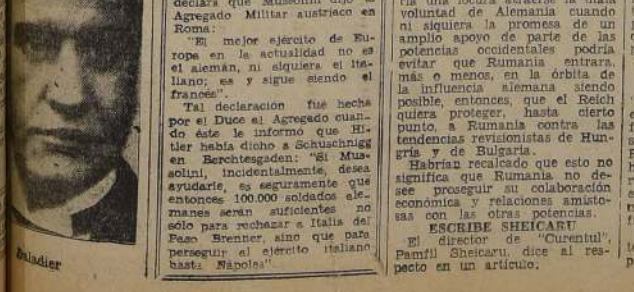 declara que Mussolini dijo al
Agregado Militar austriaco en
Roma:
"El mejor ejército de Eu-
ropa en la actualidad no es
el alemán, ni siquiera el ita-
liano; es y sigue siendo el
francés".
Tal declaración fué hecha
por el Duce al Agregado cuan-
do éste le informó que Hi-
tler había dicho a Schuschnigg
en Berchtesgaden: "Si Mus-
solini, incidentalmente, desea
ayudarle, es seguramente que
entonces 100.000 soldados ale-
manes serán suficientes no
sólo para rechazar a Italia del
Paso Brenner, sino que para
perseguir al ejército italiano
hasta Nápoles".
Daladier
voluntad de Alemania cuando
ni siquiera la promesa de un
amplio apoyo de parte de las
potencias occidentales podría
evitar que Rumania entrara,
más o menos, en la órbita de
la influencia alemana siendo
posible, entonces, que el Reich
quiera proteger, hasta cierto
punto, a Rumania contra las
tendencias revisionistas de Hun-
gría y de Bulgaria.
Habrían recalcado que esto no
significa que Rumania no de-
see proseguir su colaboración
económica y relaciones amisto-
sas con las otras potencias.
ESCRIBE SHEICARU
El director de "Curentul",
Pamfil Sheicaru, dice al res-
pecto en un artículo: